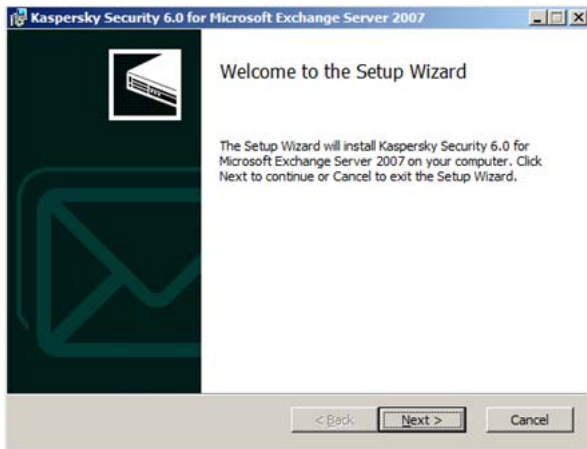 Kaspersky Security 6.0 for Microsoft Exchange Server 2007
Welcome to the Setup Wizard
The Setup Wizard will install Kaspersky Security 6.0 for
Microsoft Exchange Server 2007 on your computer. Click
Next to continue or Cancel to exit the Setup Wizard.
< Back
Next >
Cancel